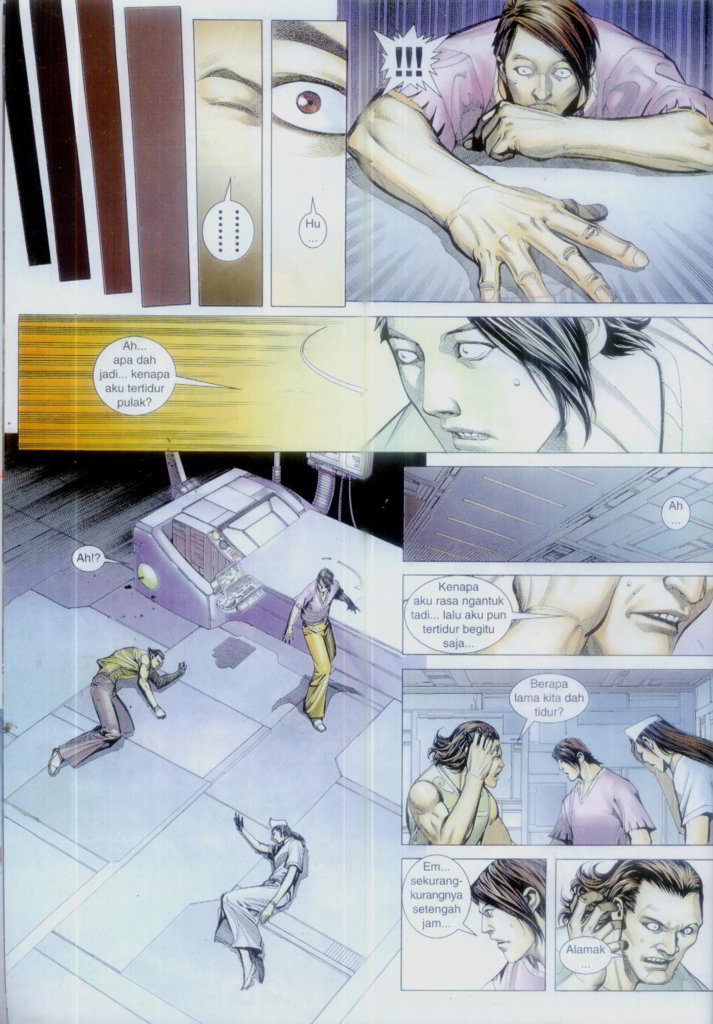 ......
Hu
...
!!!
Ah...
apa dah
jadi... kenapa
aku tertidur
pulak?
Ah!?
Ah
...
Kenapa
aku rasa ngantuk
tadi... lalu aku pun
tertidur begitu
saja...
Berapa
lama kita dah
tidur?
Em...
sekurang-
kurangnya
setengah
jam...
Alamak
...